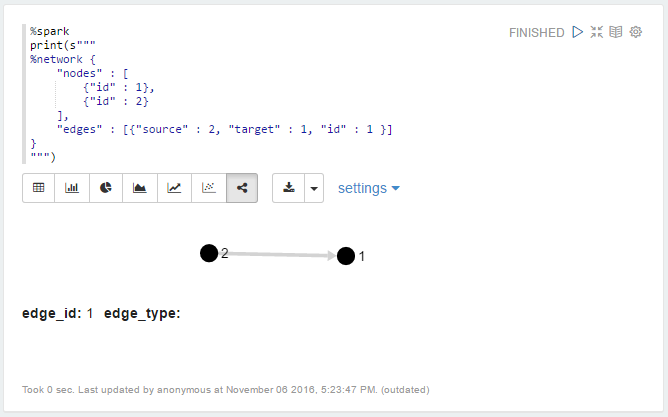 %spark
FINISHED
print(s"""
%network {
    "nodes" : [
        {"id" : 1},
        {"id" : 2}
    ],
    "edges" : [{"source" : 2, "target" : 1, "id" : 1 }]
}
""")
settings
2 1
edge_id: 1 edge_type:
Took 0 sec. Last updated by anonymous at November 06 2016, 5:23:47 PM. (outdated)